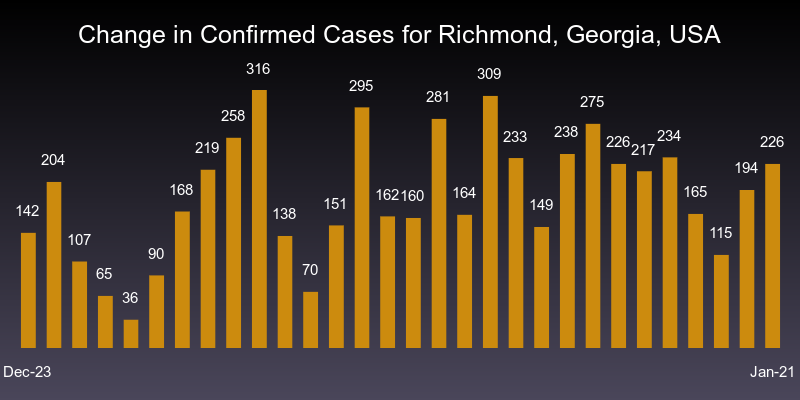 Change in Confirmed Cases for Richmond, Georgia, USA
142 204 107 65 36 90 168 219 258 316 138 70 151 295 162 160 281 164 309 233 149 238 275 226 217 234 165 115 194 226
Dec-23 Jan-21